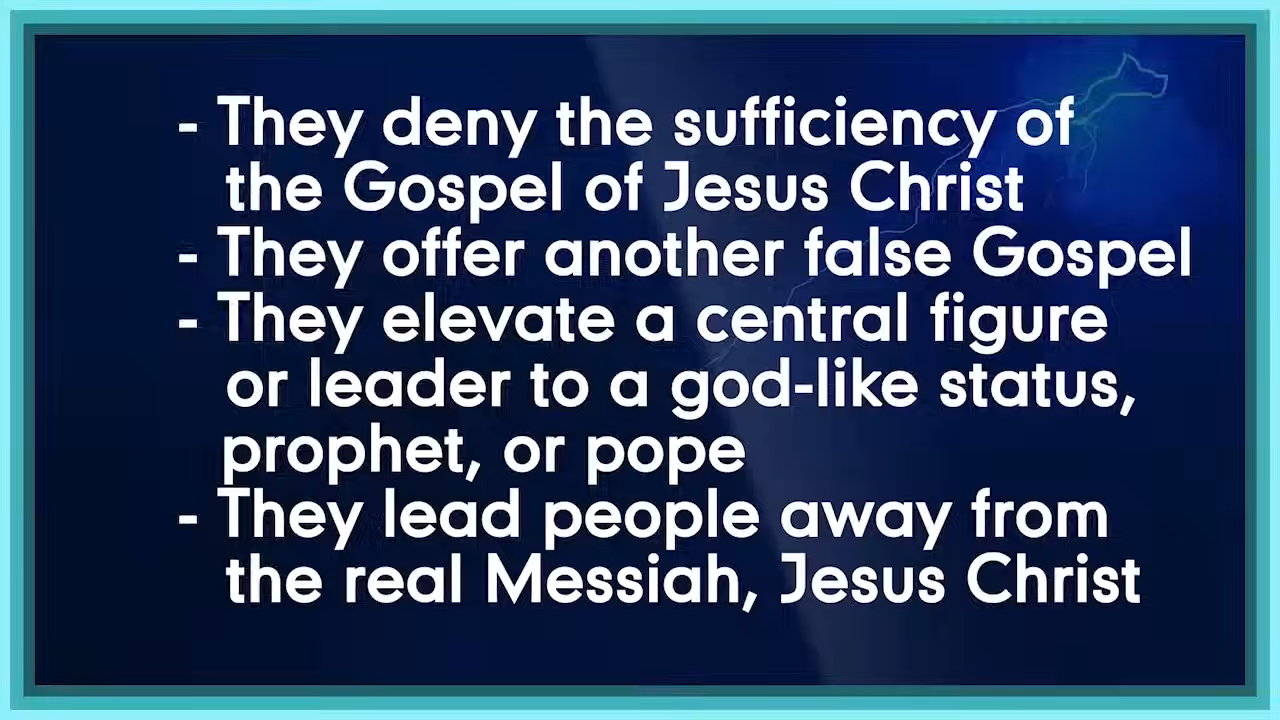 - They deny the sufficiency of
the Gospel of Jesus Christ
- They offer another false Gospel
- They elevate a central figure
or leader to a god-like status,
prophet, or pope
- They lead people away from
the real Messiah, Jesus Christ